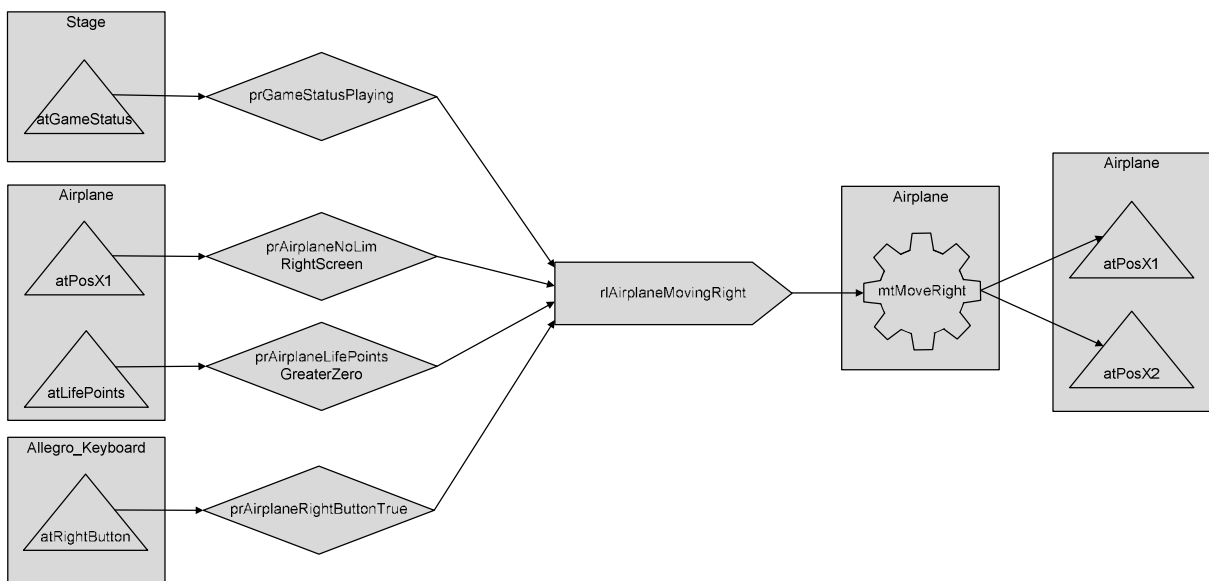 Stage
atGameStatus
prGameStatusPlaying
Airplane
atPosX1
prAirplaneNoLim
RightScreen
atLifePoints
prAirplaneLifePoints
GreaterZero
Allegro_Keyboard
atRightButton
prAirplaneRightButtonTrue
rlAirplaneMovingRight
Airplane
mtMoveRight
Airplane
atPosX1
atPosX2